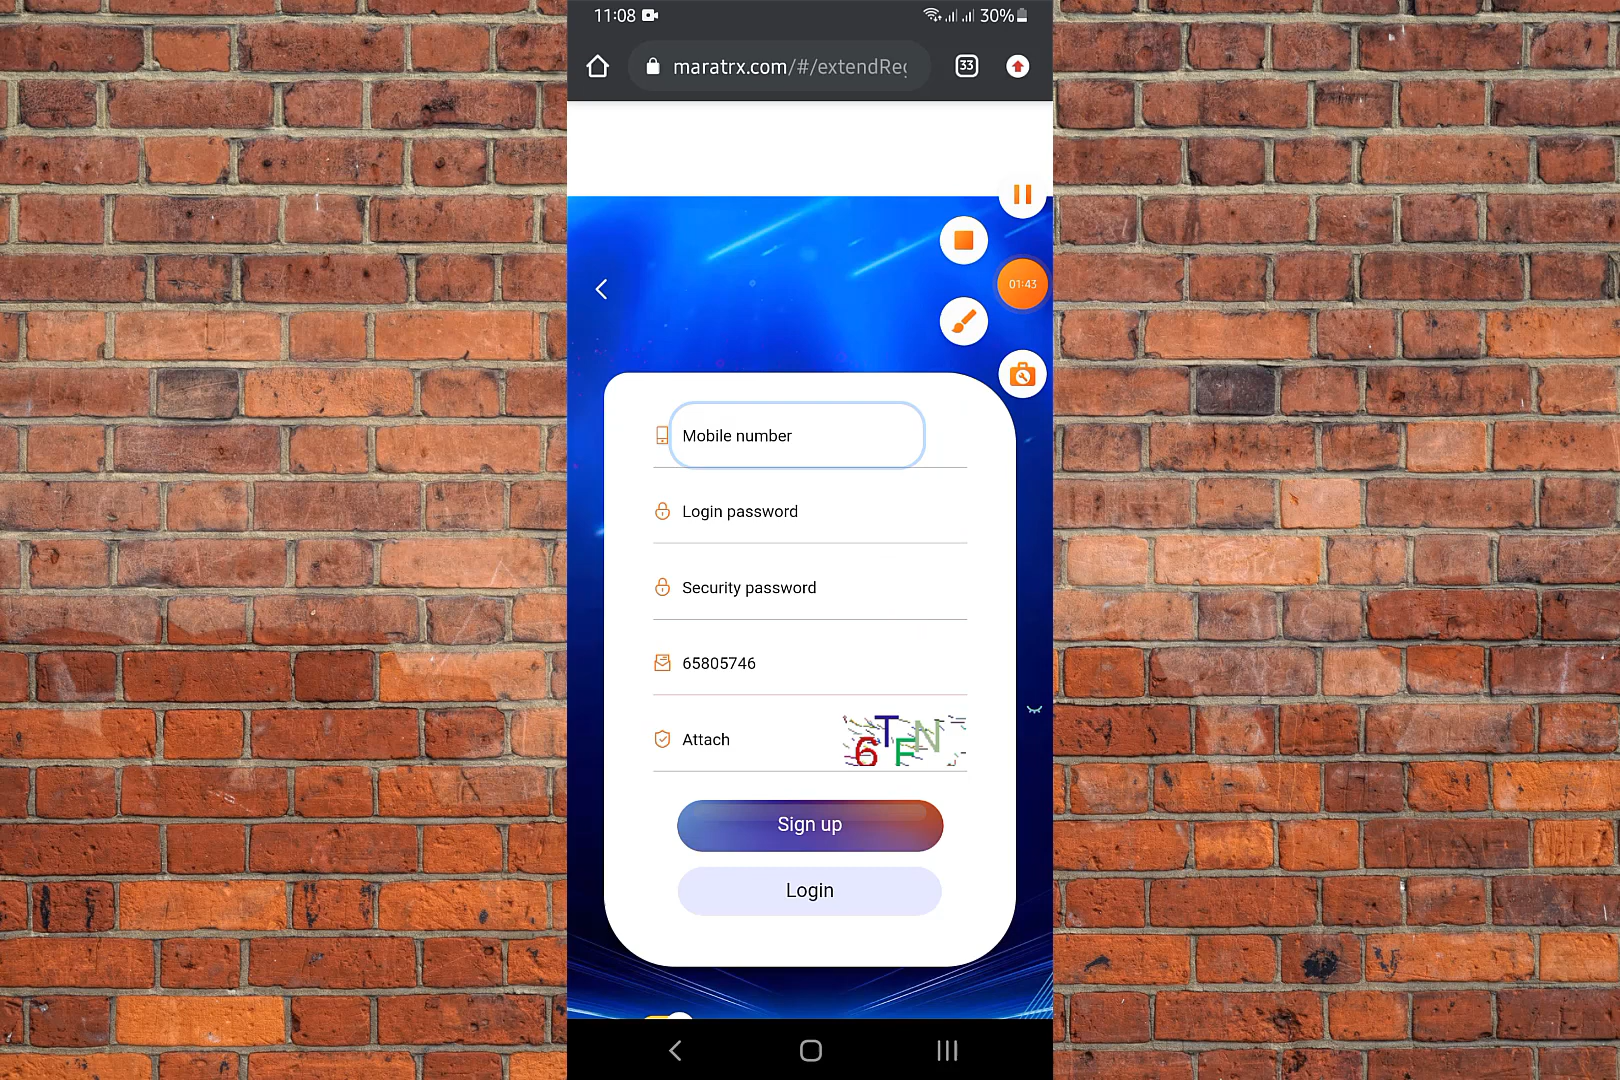 11:08
30%
maratrx.com/#/extendReg
33
01:43
Mobile number
Login password
Security password
65805746
Attach
6TFN
Sign up
Login